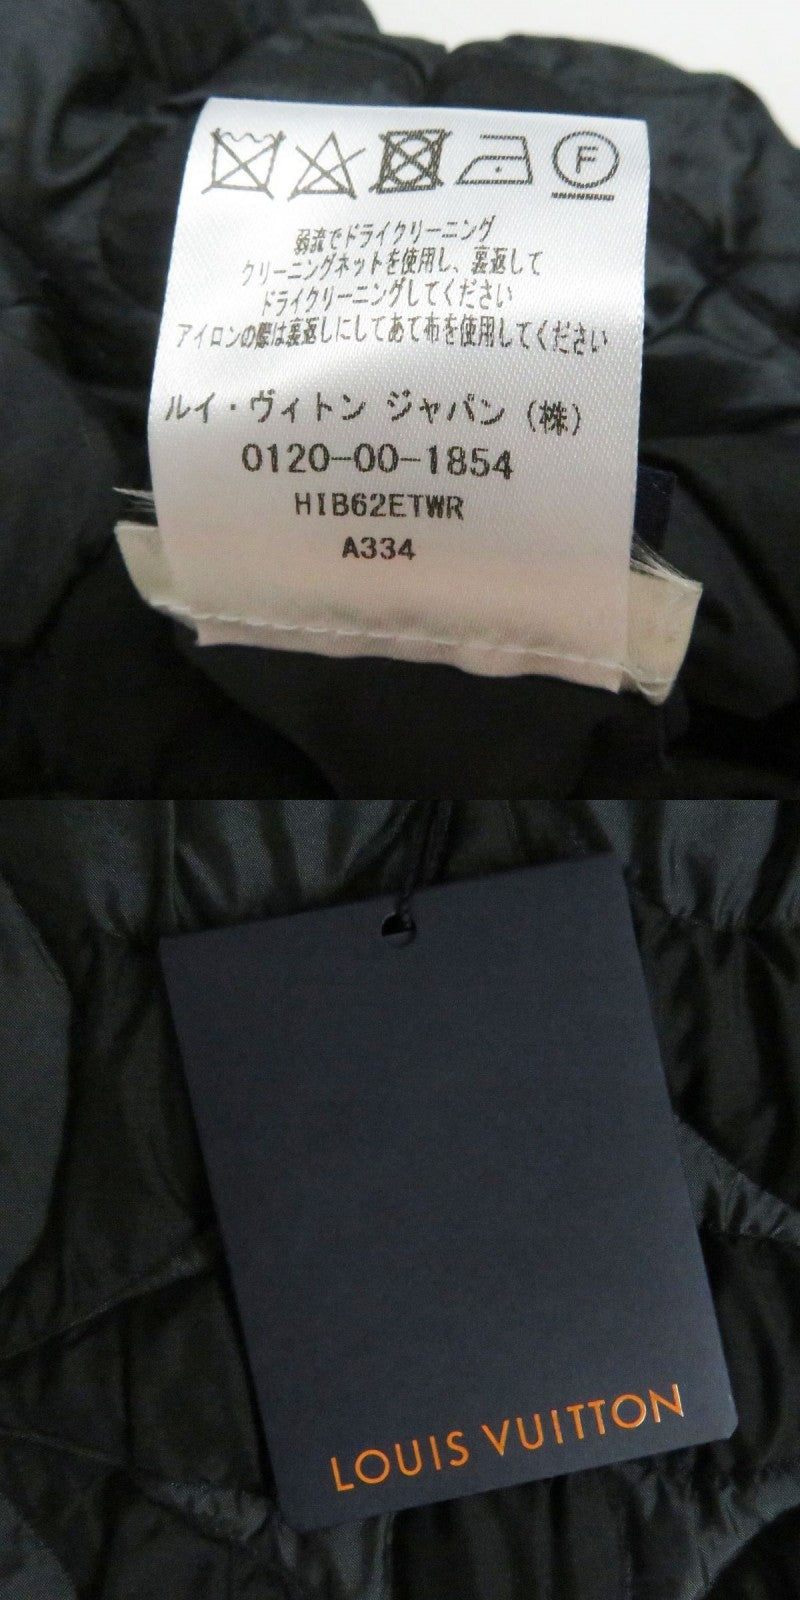 F
弱流でドライクリーニング
クリーニングネットを使用し、裏返して
ドライクリーニングしてください
アイロンの際は裏返しにしてあて布を使用してください
ルイ・ヴィトン ジャパン (株)
0120-00-1854
HIB62ETWR
A334
LOUIS VUITTON